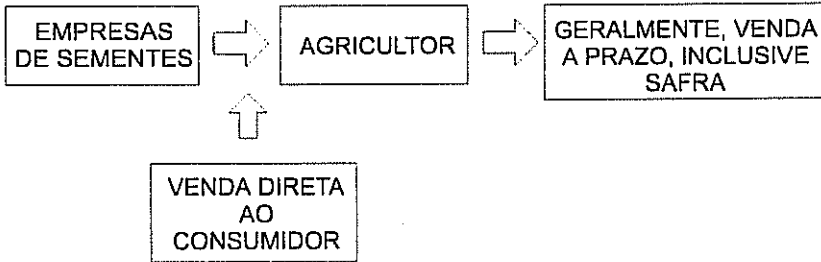 EMPRESAS
DE SEMENTES
AGRICULTOR
GERALMENTE, VENDA
A PRAZO, INCLUSIVE
SAFRA
VENDA DIRETA
AO
CONSUMIDOR